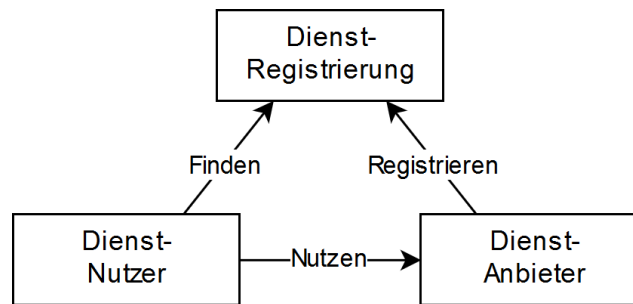 Dienst-
Registrierung
Finden
Registrieren
Dienst-
Nutzer
Nutzen
Dienst-
Anbieter